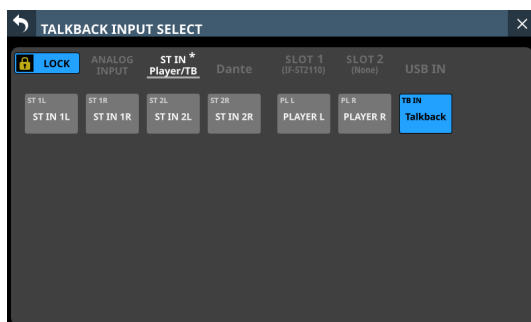 TALKBACK INPUT SELECT
LOCK
ANALOG
INPUT
ST IN *
Player/TB
Dante
SLOT 1
(IF-ST2110)
SLOT 2
(None)
USB IN
ST 1L
ST IN 1L
ST 1R
ST IN 1R
ST 2L
ST IN 2L
ST 2R
ST IN 2R
PL L
PLAYER L
PL R
PLAYER R
TB IN
Talkback